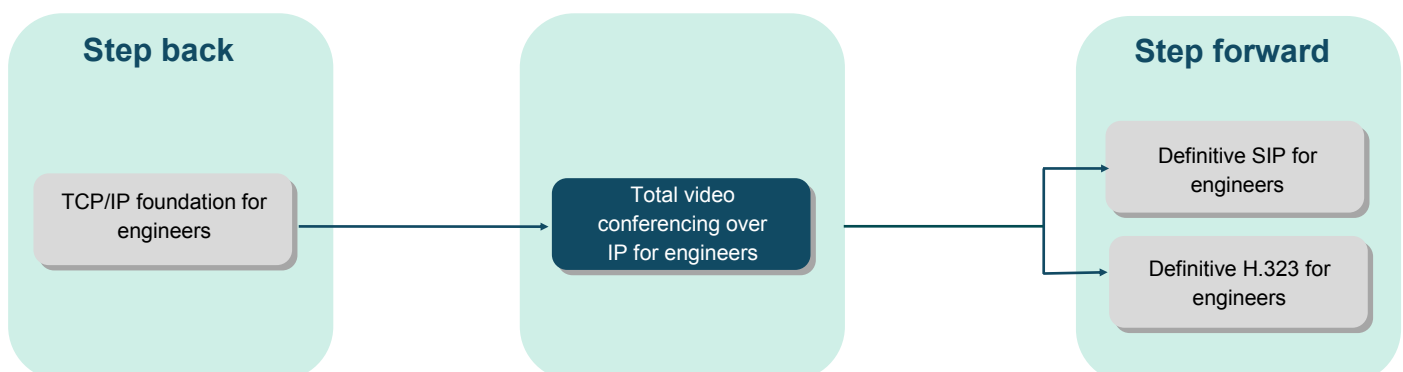 Step back
TCP/IP foundation for
engineers
Total video
conferencing over
IP for engineers
Step forward
Definitive SIP for
engineers
Definitive H.323 for
engineers